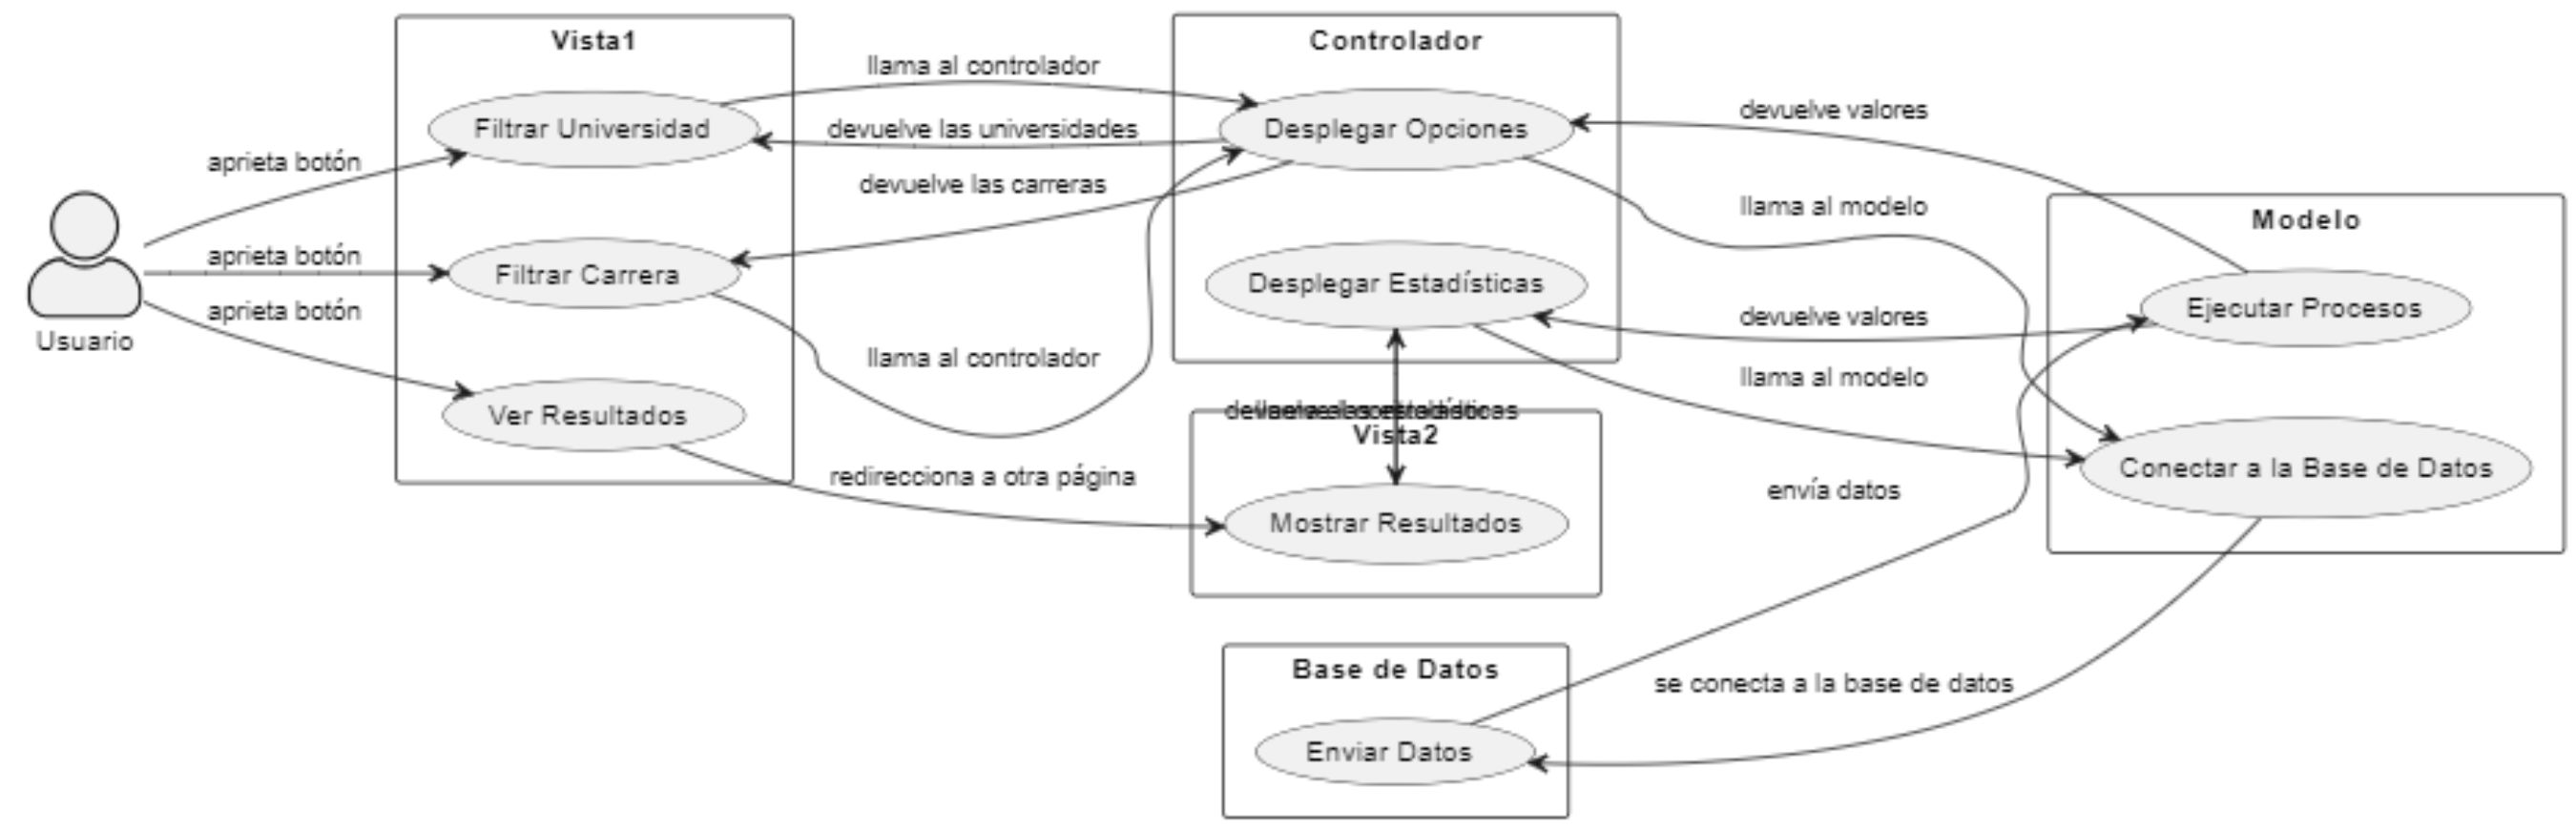 Vista1
Controlador
llama al controlador
Filtrar Universidad
devuelve las universidades
Desplegar Opciones
devuelve valores
aprieta botón
devuelve las carreras
llama al modelo
Modelo
aprieta botón
Filtrar Carrera
Desplegar Estadísticas
Ejecutar Procesos
aprieta botón
devuelve valores
Usuario
llama al controlador
llama al modelo
Ver Resultados
Vista2
redirecciona a otra página
Conectar a la Base de Datos
envía datos
Mostrar Resultados
Base de Datos
se conecta a la base de datos
Enviar Datos